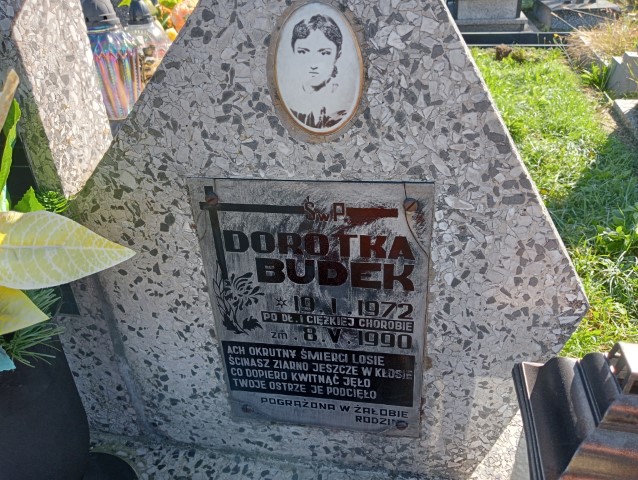 Ś.w.P.
DOROTKA
BUDEK
* 19.I.1972
PO DŁ. I CIĘŻKIEJ CHOROBIE
zm 8.V.1990
ACH OKRUTNY ŚMIERCI LOSIE
ŚCINASZ ZIARNO JESZCZE W KŁOSIE
CO DOPIERO KWITNĄĆ JĘŁO
TWOJE OSTRZE JE PODCIĘŁO
POGRĄŻONA W ŻAŁOBIE